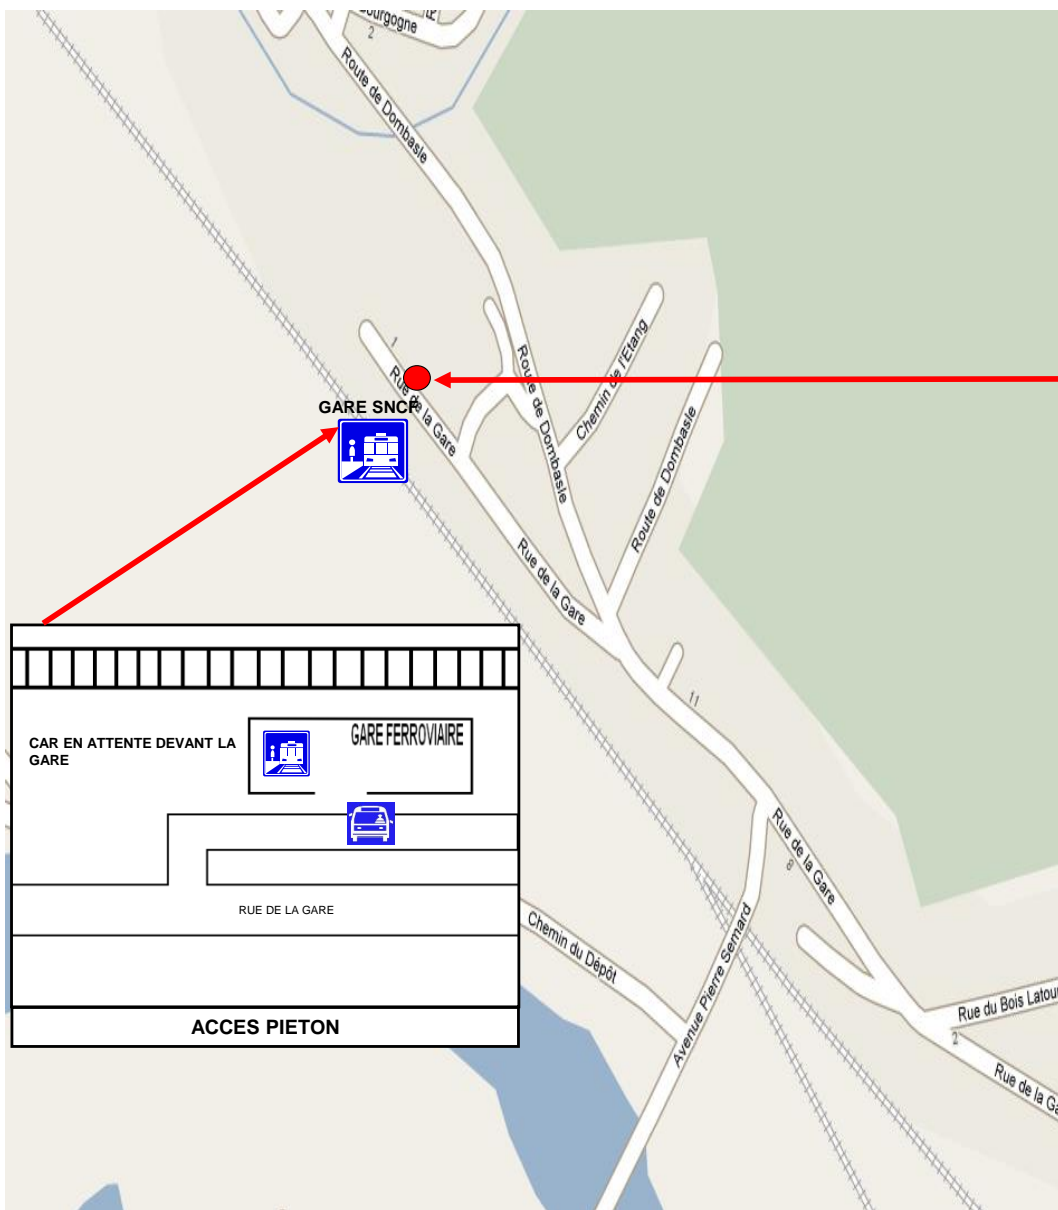 Bourgogne
2
Route de Dombasle
1
Rue de la Gare
GARE SNCF
Route de Dombasle
Chemin de l'Etang
Route de Dombasle
Rue de la Gare
11
CAR EN ATTENTE DEVANT LA
GARE
GARE FERROVIAIRE
RUE DE LA GARE
ACCES PIETON
Rue de la Gare
8
Chemin du Dépôt
Avenue Pierre Semard
Rue du Bois Latour
2
Rue de la Ga